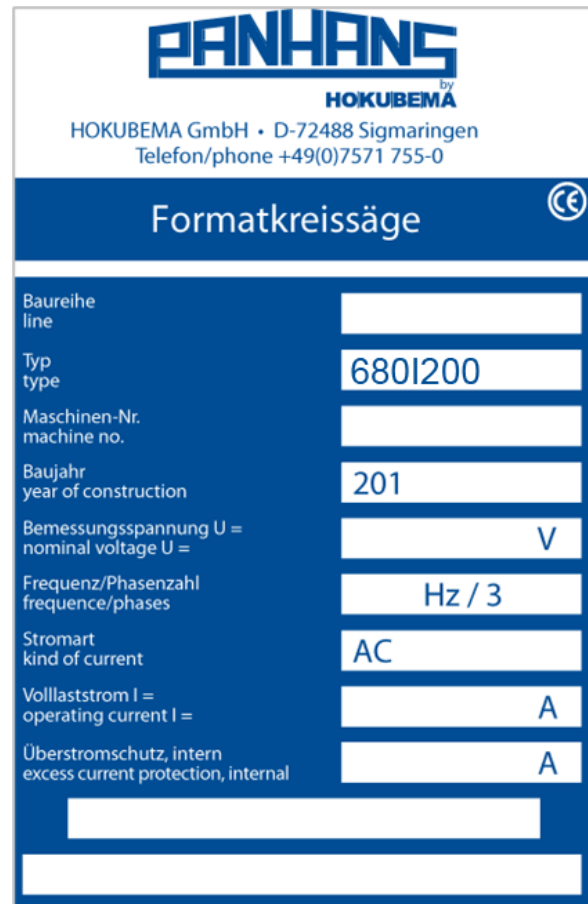 PANHANS
by
HOKUBEMA
HOKUBEMA GmbH • D-72488 Sigmaringen
Telefon/phone +49(0)7571 755-0
Formatkreissäge
CE
Baureihe
line
Typ
type
680I200
Maschinen-Nr.
machine no.
Baujahr
year of construction
201
Bemessungsspannung U =
nominal voltage U =
V
Frequenz/Phasenzahl
frequence/phases
Hz / 3
Stromart
kind of current
AC
Volllaststrom I =
operating current I =
A
Überstromschutz, intern
excess current protection, internal
A